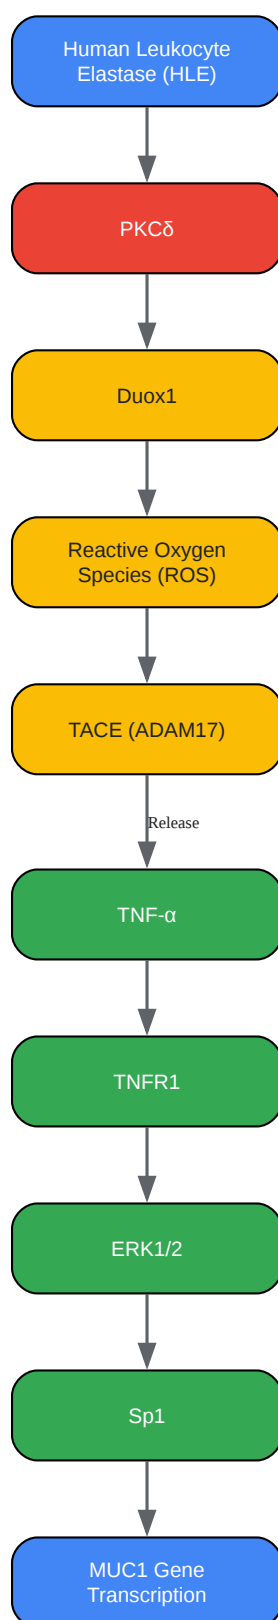 Human Leukocyte
Elastase (HLE)
PKCδ
Duox1
Reactive Oxygen
Species (ROS)
TACE (ADAM17)
Release
TNF-α
TNFR1
ERK1/2
Sp1
MUC1 Gene
Transcription